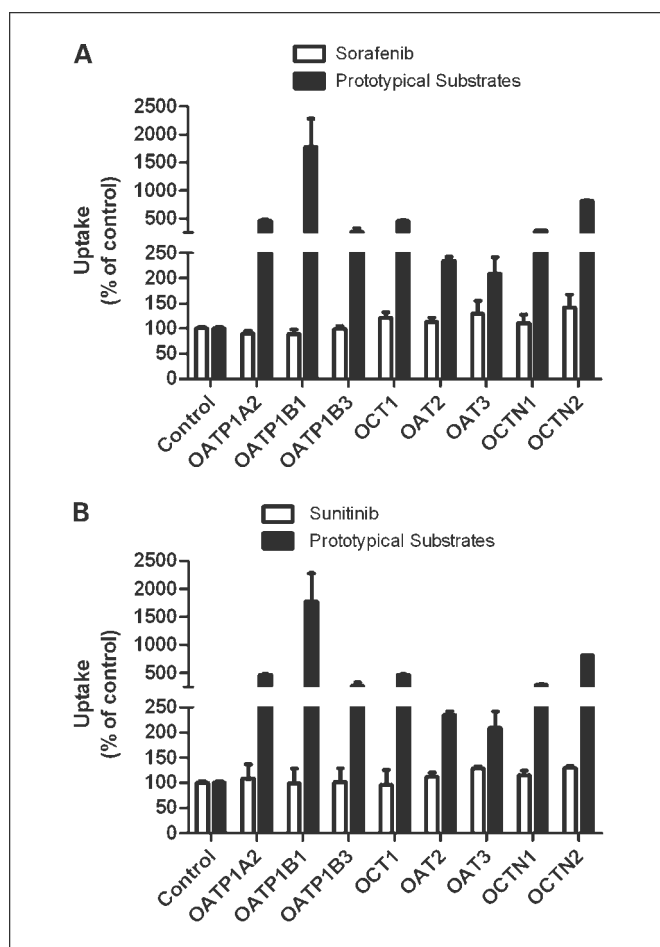 A
Sorafenib
Prototypical Substrates
Uptake
(% of control)
2500
2000
1500
1000
500
250
200
150
100
50
0
Control
OATP1A2
OATP1B1
OATP1B3
OCT1
OAT2
OAT3
OCTN1
OCTN2
B
Sunitinib
Prototypical Substrates
Uptake
(% of control)
2500
2000
1500
1000
500
250
200
150
100
50
0
Control
OATP1A2
OATP1B1
OATP1B3
OCT1
OAT2
OAT3
OCTN1
OCTN2